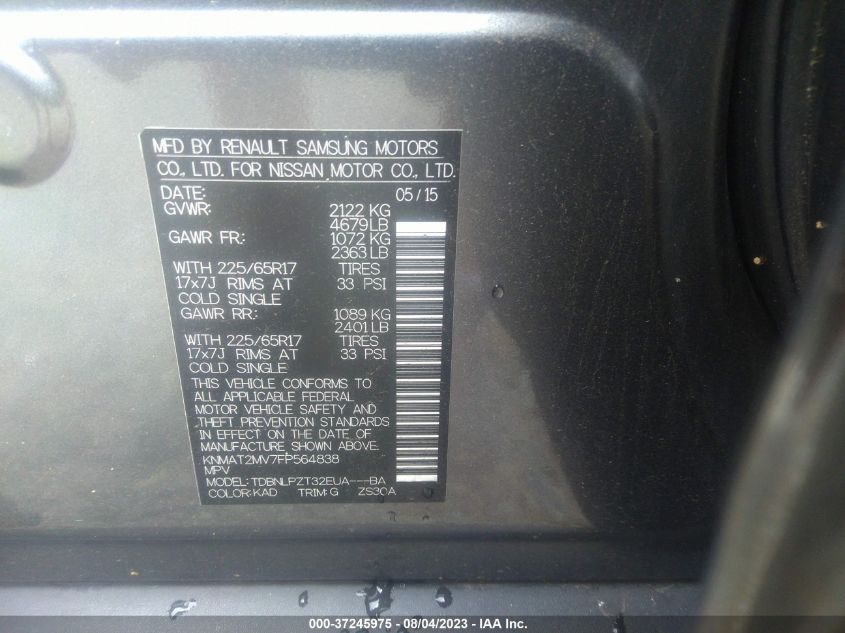 MFD BY RENAULT SAMSUNG MOTORS
CO., LTD. FOR NISSAN MOTOR CO., LTD.
DATE: 05/15
GVWR: 2122 KG
4679 LB
GAWR FR: 1072 KG
2363 LB
WITH 225/65R17 TIRES
17x7J RIMS AT 33 PSI
COLD SINGLE
GAWR RR: 1089 KG
2401 LB
WITH 225/65R17 TIRES
17x7J RIMS AT 33 PSI
COLD SINGLE
THIS VEHICLE CONFORMS TO
ALL APPLICABLE FEDERAL
MOTOR VEHICLE SAFETY AND
THEFT PREVENTION STANDARDS
IN EFFECT ON THE DATE OF
MANUFACTURE SHOWN ABOVE.
KNMAT2MV7FP564838
MPV
MODEL: TDBNLPZT32EUA---BA
COLOR: KAD TRIM: G ZS30A
000-37245975 - 08/04/2023 - IAA Inc.